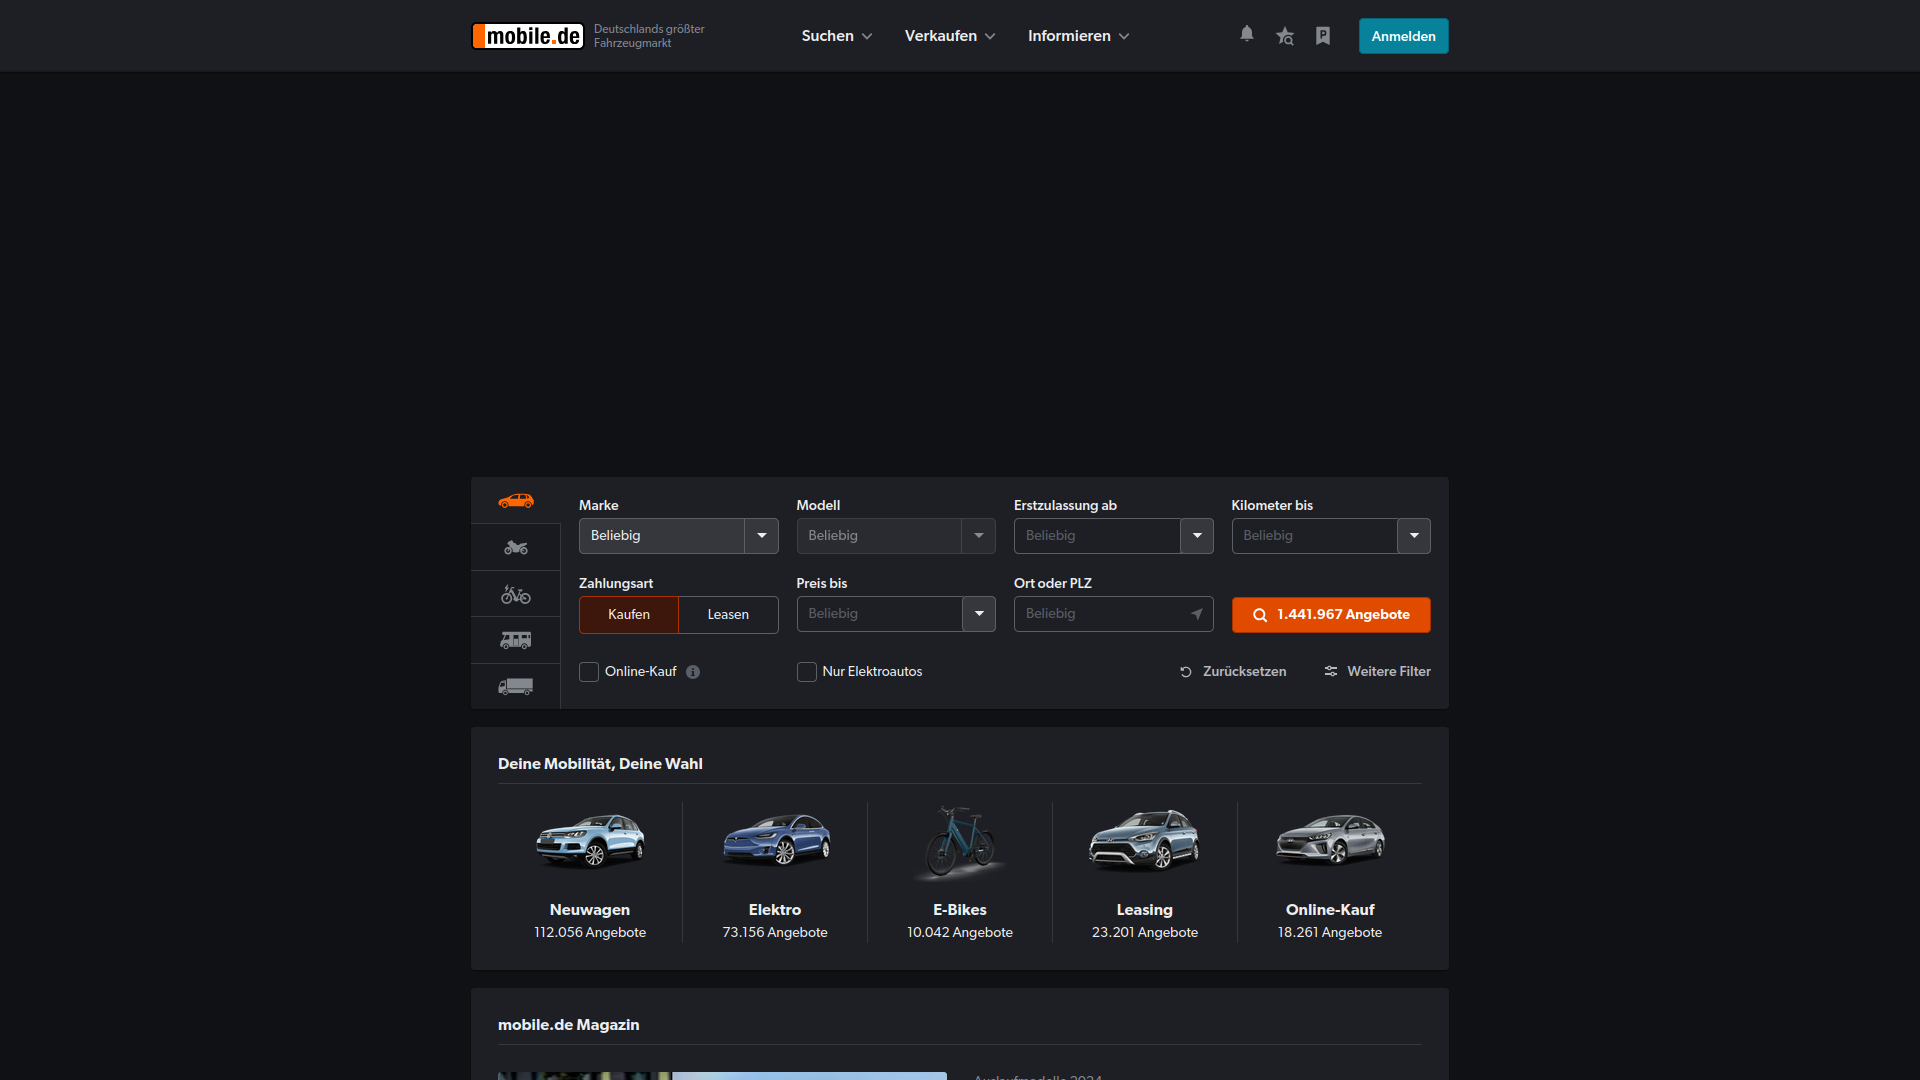 mobile.de
Deutschlands größter
Fahrzeugmarkt
Suchen
Verkaufen
Informieren
P
Anmelden
Marke
Modell
Erstzulassung ab
Kilometer bis
Beliebig
Beliebig
Beliebig
Beliebig
Zahlungsart
Preis bis
Ort oder PLZ
Kaufen
Leasen
Beliebig
Beliebig
1.441.967 Angebote
Online-Kauf
Nur Elektroautos
Zurücksetzen
Weitere Filter
Deine Mobilität, Deine Wahl
Neuwagen
112.056 Angebote
Elektro
73.156 Angebote
E-Bikes
10.042 Angebote
Leasing
23.201 Angebote
Online-Kauf
18.261 Angebote
mobile.de Magazin
Auslaufmodelle 2024